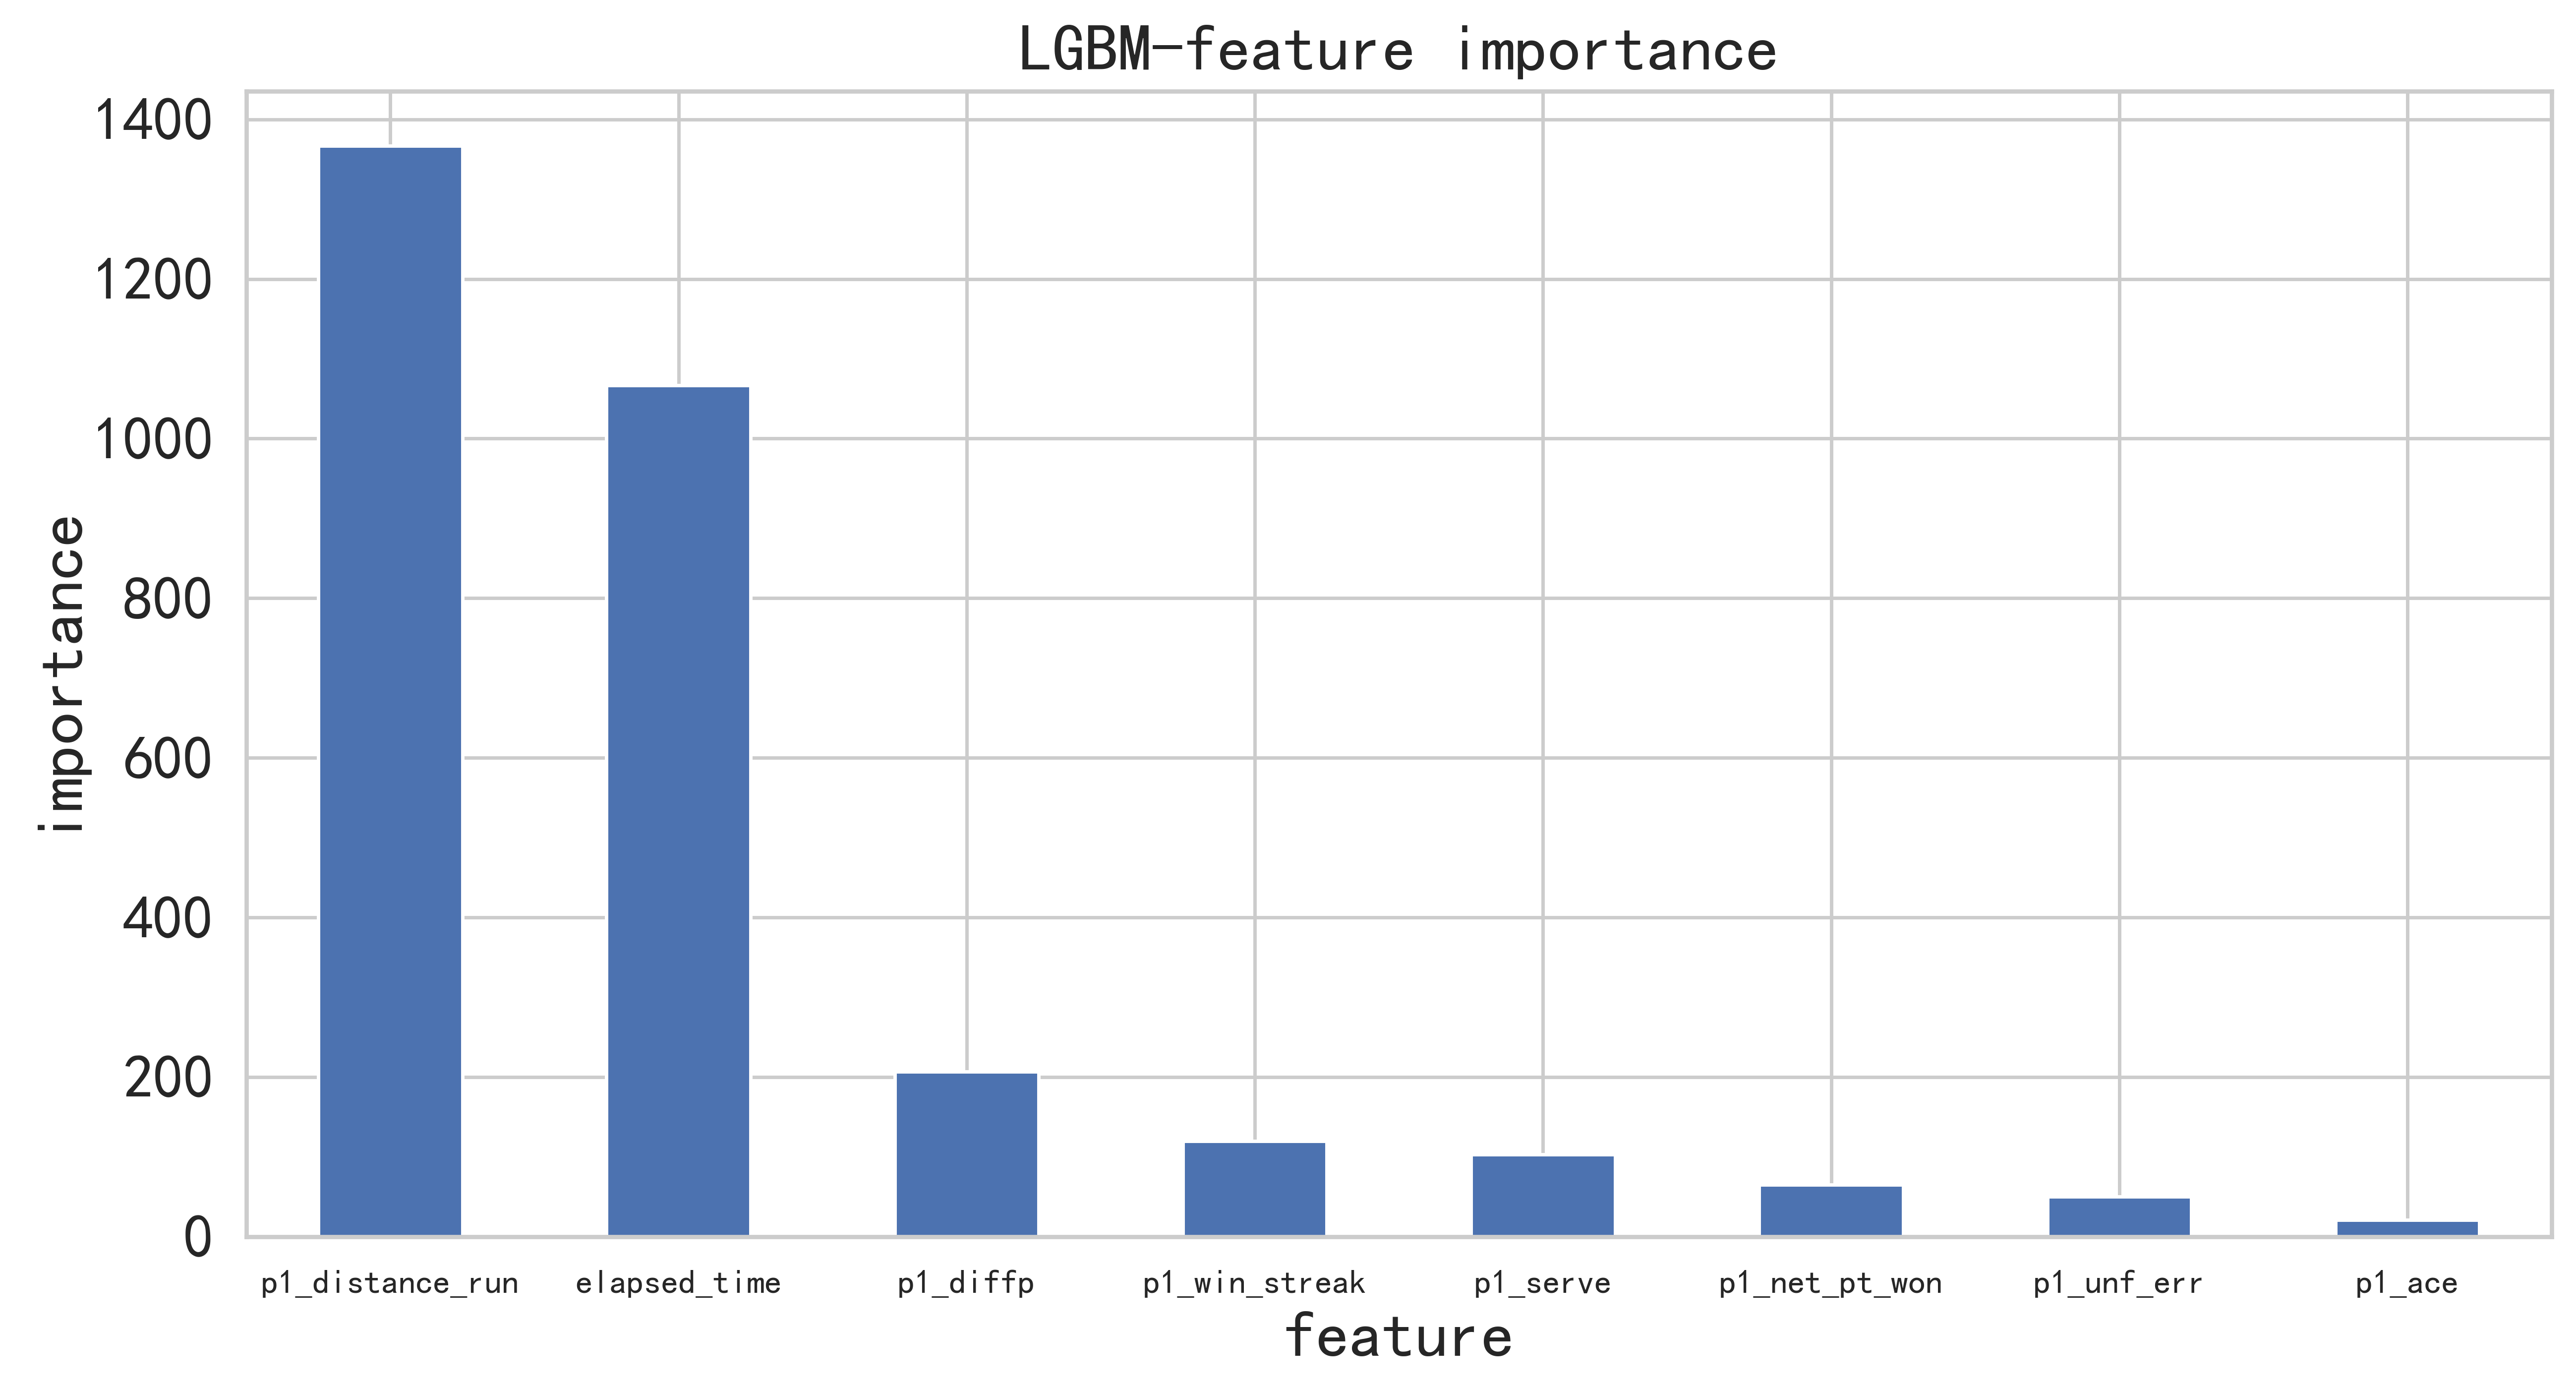 LGBM-feature importance
1400
1200
1000
800
600
400
200
0
importance
p1_distance_run elapsed_time p1_diffp p1_win_streak p1_serve p1_net_pt_won p1_unf_err p1_ace
feature